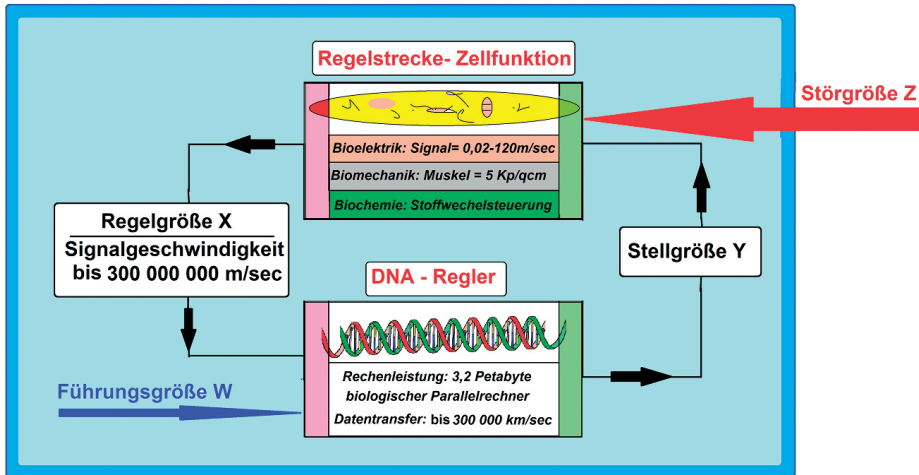 Regelstrecke- Zellfunktion
Störgröße Z
Bioelektrik: Signal= 0,02-120m/sec
Biomechanik: Muskel = 5 Kp/qcm
Biochemie: Stoffwechselsteuerung
Regelgröße X
Signalgeschwindigkeit
bis 300 000 000 m/sec
Stellgröße Y
DNA - Regler
Rechenleistung: 3,2 Petabyte
biologischer Parallelrechner
Datentransfer: bis 300 000 km/sec
Führungsgröße W